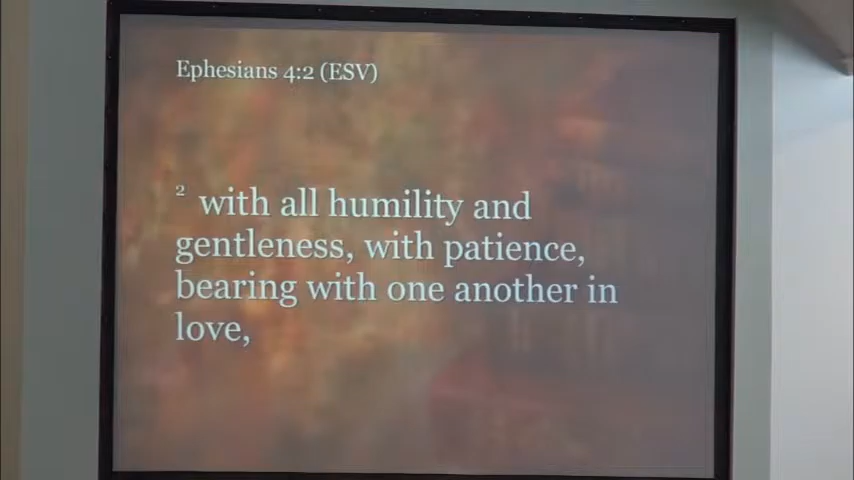 Ephesians 4:2 (ESV)
2 with all humility and
gentleness, with patience,
bearing with one another in
love,